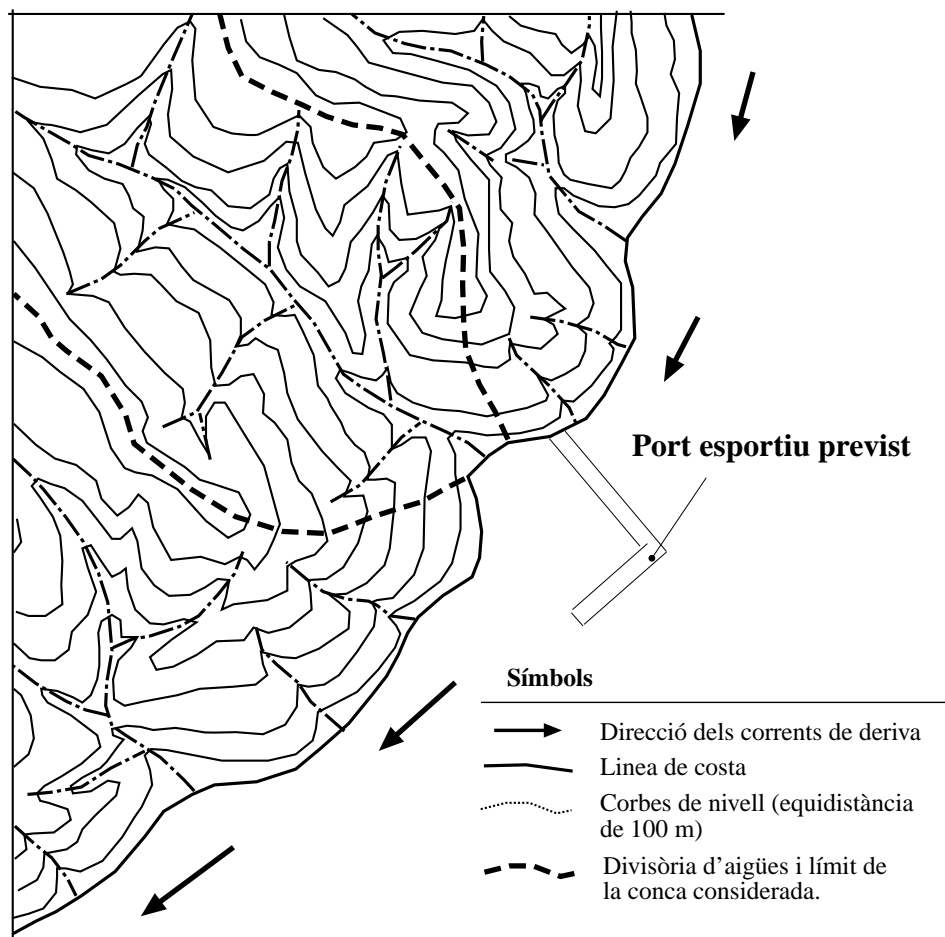 Port esportiu previst
Símbols
Direcció dels corrents de deriva
Linea de costa
Corbes de nivell (equidistància
de 100 m)
Divisòria d'aigües i límit de
la conca considerada.